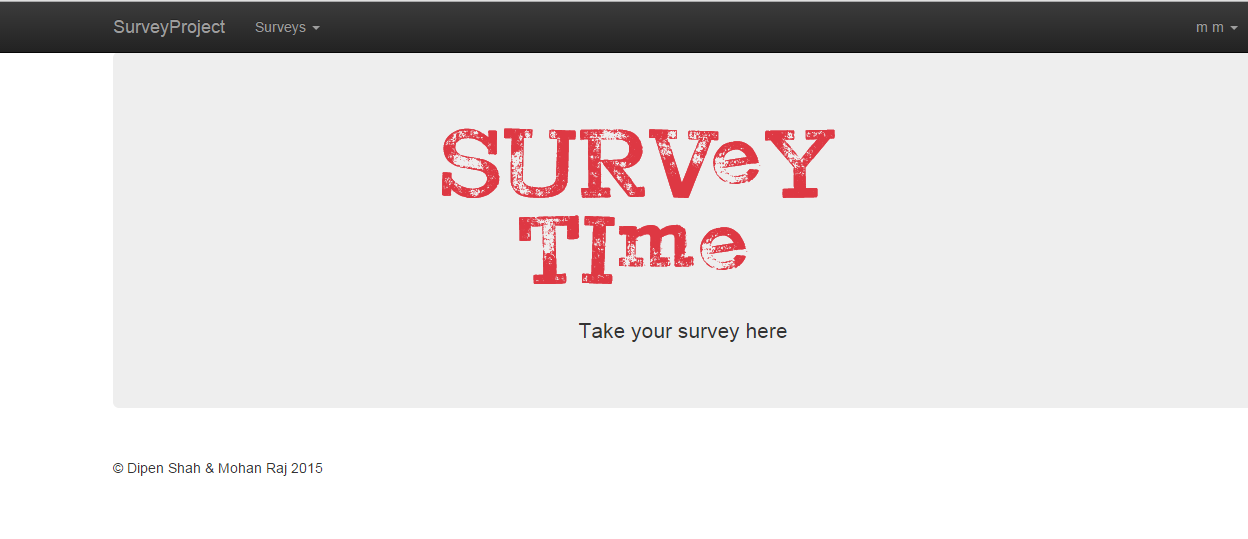 SurveyProject Surveys m m
SURVeY
TIme
Take your survey here
© Dipen Shah & Mohan Raj 2015